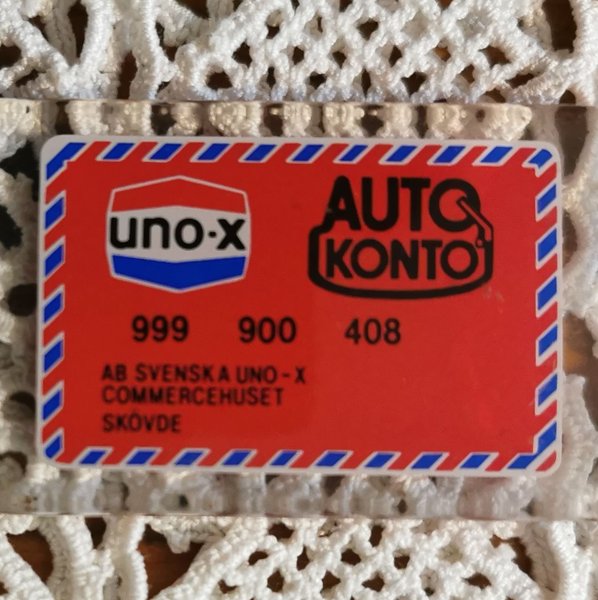 uno-x
AUTO
KONTO
999 900 408
AB SVENSKA UNO-X
COMMERCEHUSET
SKÖVDE